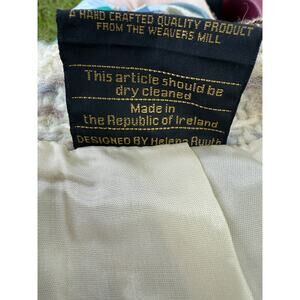 A HAND CRAFTED QUALITY PRODUCT
FROM THE WEAVERS MILL
This article should be
dry cleaned
Made in
the Republic of Ireland
DESIGNED BY Helena Ruuth